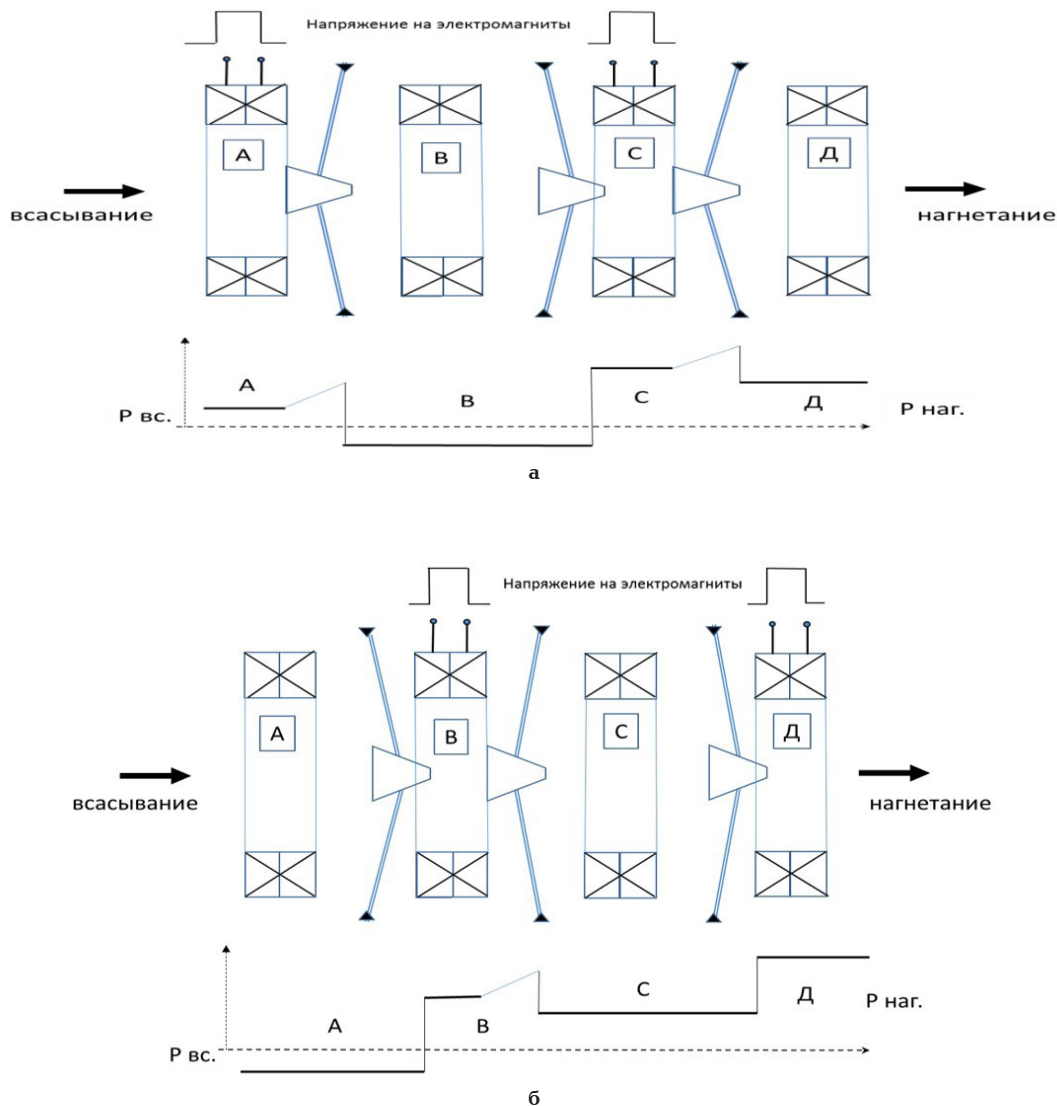 Напряжение на электромагниты
А
В
С
Д
всасывание
нагнетание
А
В
С
Д
Р вс.
Р наг.
а
Напряжение на электромагниты
А
В
С
Д
всасывание
нагнетание
А
В
С
Д
Р вс.
Р наг.
б